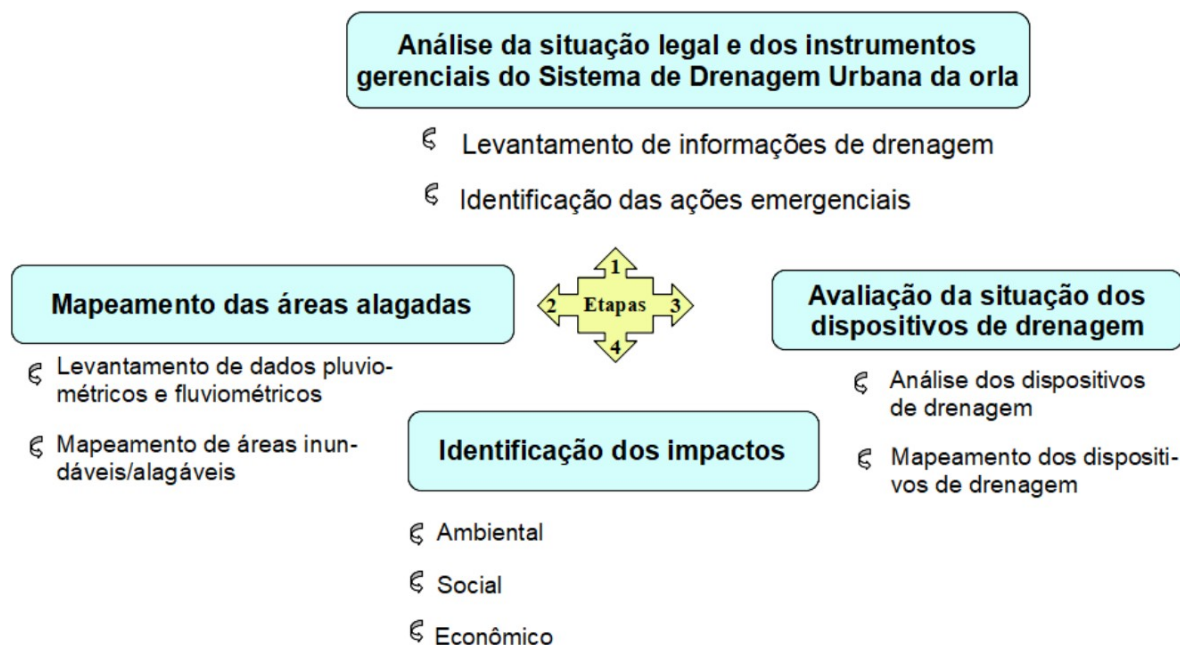 Análise da situação legal e dos instrumentos
gerenciais do Sistema de Drenagem Urbana da orla
Levantamento de informações de drenagem
Identificação das ações emergenciais
1
2 Etapas 3
4
Mapeamento das áreas alagadas
Levantamento de dados pluvio-
métricos e fluviométricos
Mapeamento de áreas inun-
dáveis/alagáveis
Avaliação da situação dos
dispositivos de drenagem
Análise dos dispositivos
de drenagem
Mapeamento dos dispositi-
vos de drenagem
Identificação dos impactos
Ambiental
Social
Econômico